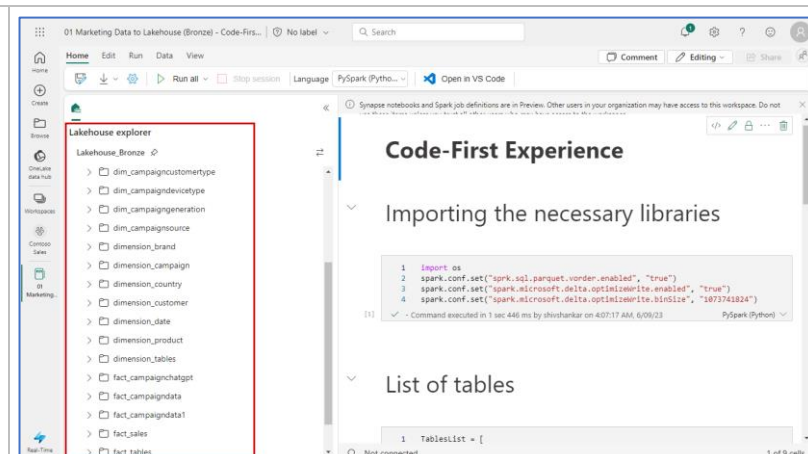 01 Marketing Data to Lakehouse (Bronze) - Code-Firs...
No label
Search
Home
Edit
Run
Data
View
Comment
Editing
Share
Run all
Stop session
Language
PySpark (Pytho...
Open in VS Code
Home
Create
Browse
OneLake
data hub
Workspaces
Contoso
Sales
01
Marketing...
Real-Time
Lakehouse explorer
Lakehouse_Bronze
dim_campaigncustomertype
dim_campaigndevicetype
dim_campaigngeneration
dim_campaignsource
dimension_brand
dimension_campaign
dimension_country
dimension_customer
dimension_date
dimension_product
dimension_tables
fact_campaignchatgpt
fact_campaigndata
fact_campaigndata1
fact_sales
fact_tables
Synapse notebooks and Spark job definitions are in Preview. Other users in your organization may have access to this workspace. Do not
Code-First Experience
Importing the necessary libraries
1 import os
2 spark.conf.set("sprk.sql.parquet.vorder.enabled", "true")
3 spark.conf.set("spark.microsoft.delta.optimizeWrite.enabled", "true")
4 spark.conf.set("spark.microsoft.delta.optimizeWrite.binSize", "1073741824")
[1]
- Command executed in 1 sec 446 ms by shivshankar on 4:07:17 AM, 6/09/23
PySpark (Python)
List of tables
1 TablesList = [
Not connected
1 of 9 cells